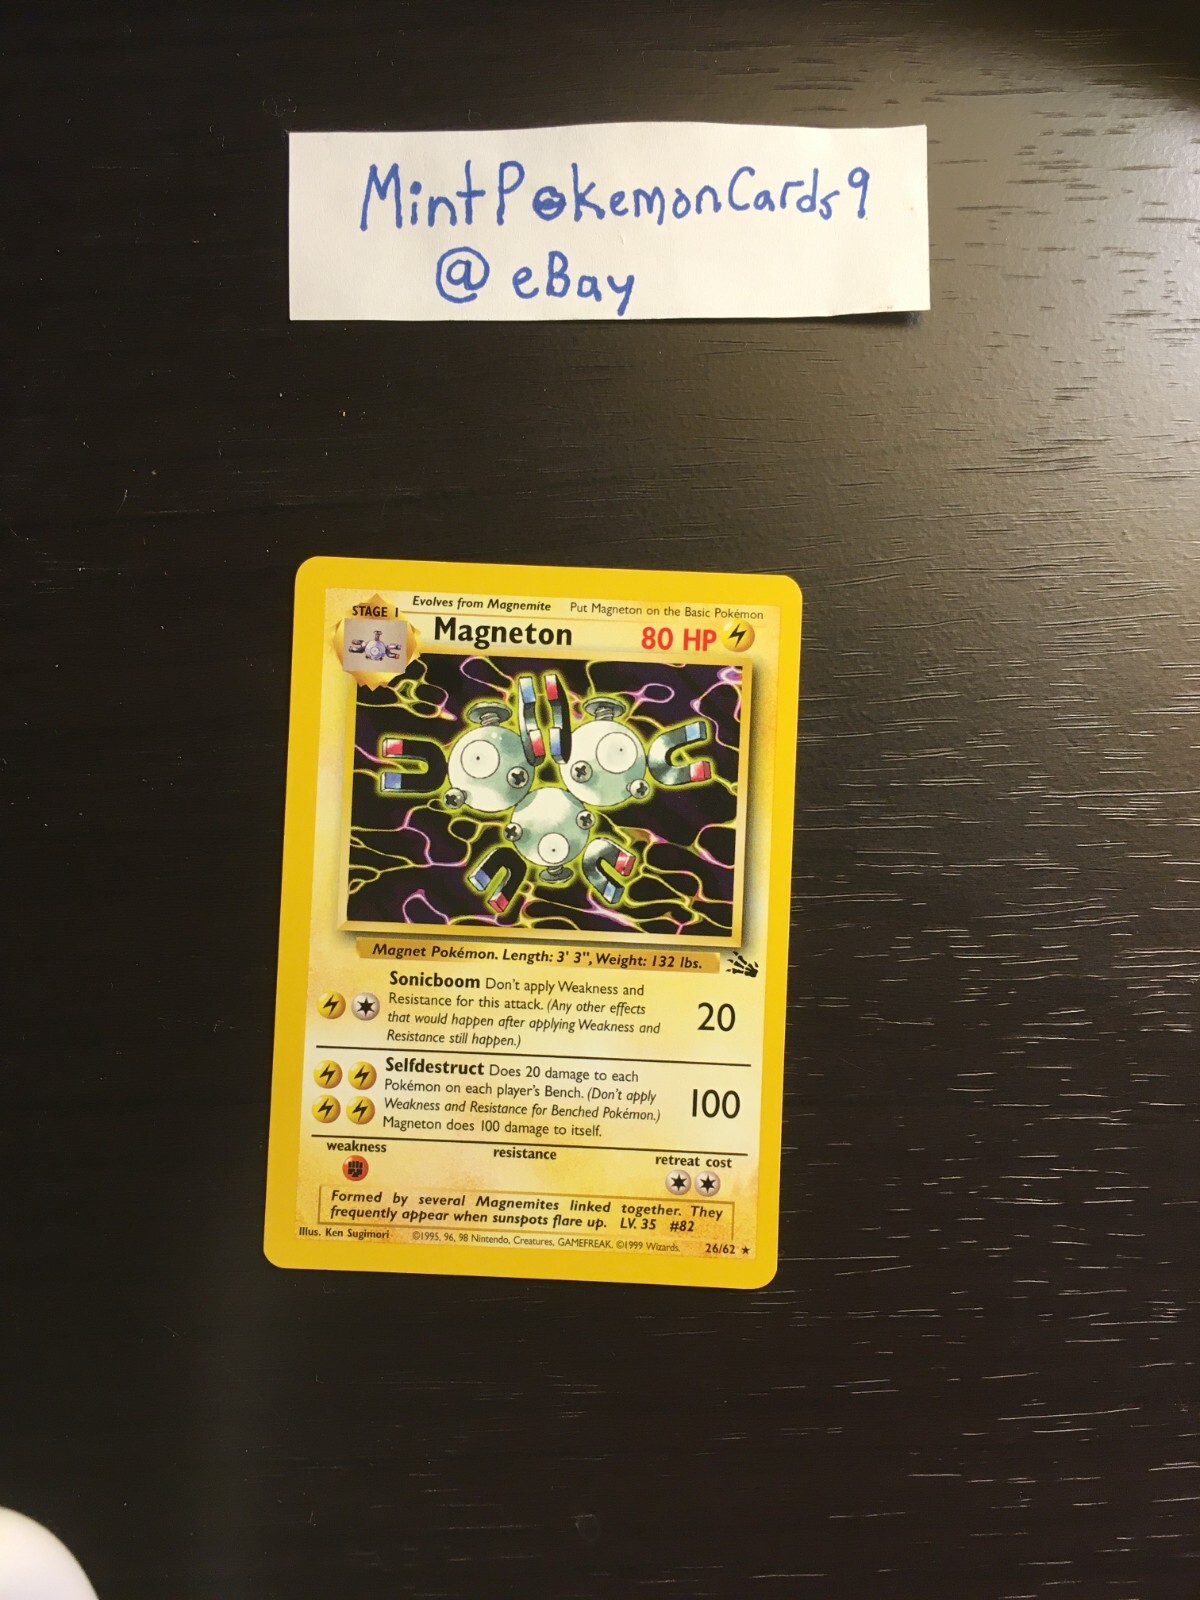 MintPokemonCards9
@ eBay
STAGE 1
Evolves from Magnemite Put Magneton on the Basic Pokémon
Magneton 80 HP
Magnet Pokémon. Length: 3' 3", Weight: 132 lbs.
Sonicboom Don't apply Weakness and
Resistance for this attack. (Any other effects
that would happen after applying Weakness and
Resistance still happen.)
20
Selfdestruct Does 20 damage to each
Pokémon on each player's Bench. (Don't apply
Weakness and Resistance for Benched Pokémon.)
Magneton does 100 damage to itself.
100
weakness resistance retreat cost
Formed by several Magnemites linked together. They
frequently appear when sunspots flare up. LV. 35 #82
Illus. Ken Sugimori ©1995, 96, 98 Nintendo, Creatures, GAMEFREAK. ©1999 Wizards. 26/62 ★